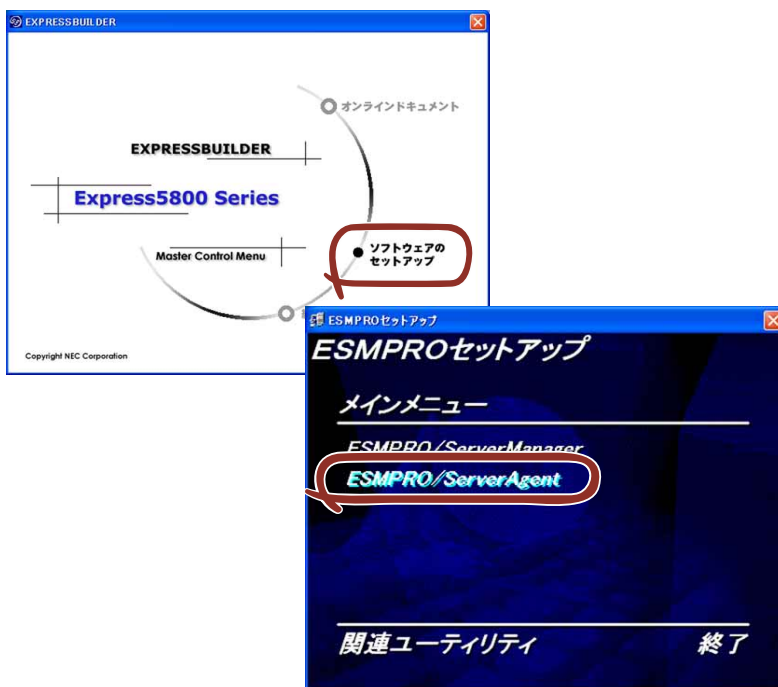 EXPRESSBUILDER
オンラインドキュメント
EXPRESSBUILDER
Express5800 Series
ソフトウェアの
セットアップ
Master Control Menu
Copyright NEC Corporation
ESMPROセットアップ
ESMPROセットアップ
メインメニュー
ESMPRO/ServerManager
ESMPRO/ServerAgent
関連ユーティリティ
終了